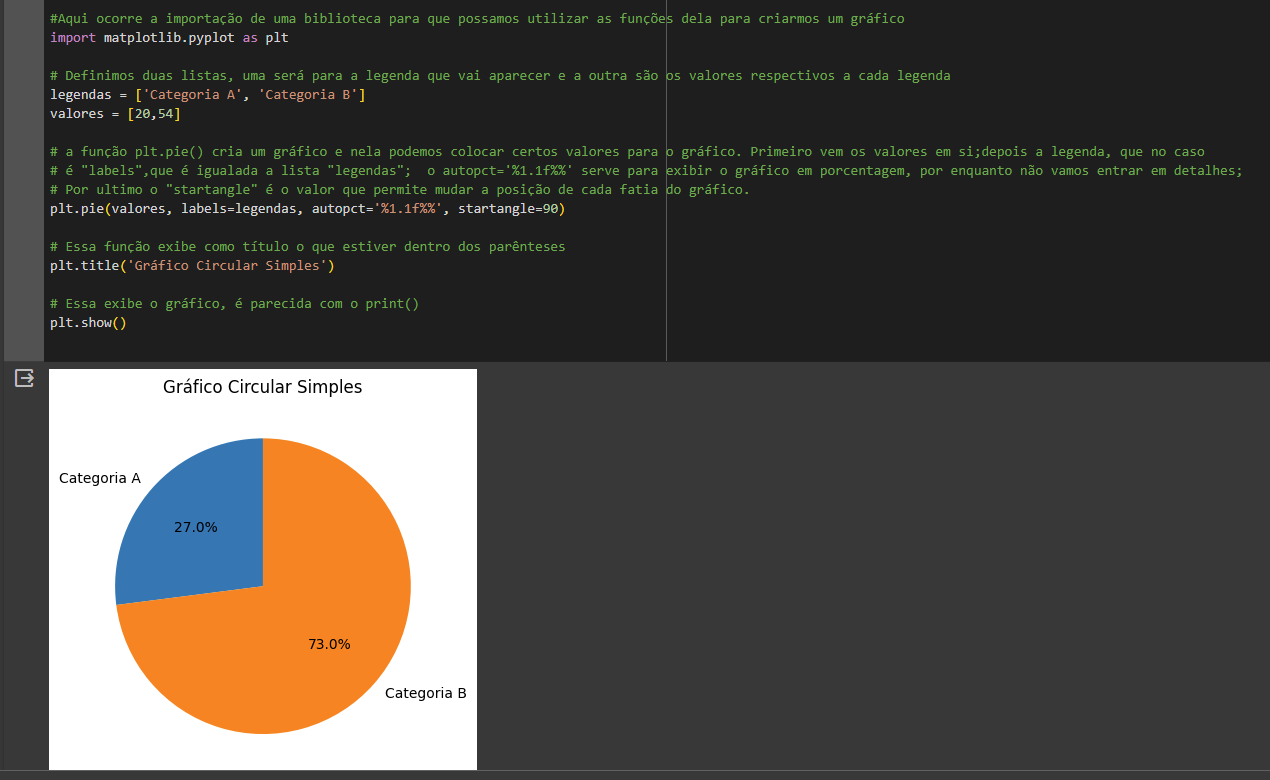 #Aqui ocorre a importação de uma biblioteca para que possamos utilizar as funções dela para criarmos um gráfico
import matplotlib.pyplot as plt
# Definimos duas listas, uma será para a legenda que vai aparecer e a outra são os valores respectivos a cada legenda
legendas = ['Categoria A', 'Categoria B']
valores = [20,54]
# a função plt.pie() cria um gráfico e nela podemos colocar certos valores para o gráfico. Primeiro vem os valores em si;depois a legenda, que no caso
# é "labels",que é igualada a lista "legendas";  o autopct='%1.1f%%' serve para exibir o gráfico em porcentagem, por enquanto não vamos entrar em detalhes;
# Por ultimo o "startangle" é o valor que permite mudar a posição de cada fatia do gráfico.
plt.pie(valores, labels=legendas, autopct='%1.1f%%', startangle=90)
# Essa função exibe como título o que estiver dentro dos parênteses
plt.title('Gráfico Circular Simples')
# Essa exibe o gráfico, é parecida com o print()
plt.show()
Gráfico Circular Simples
Categoria A
27.0%
73.0%
Categoria B